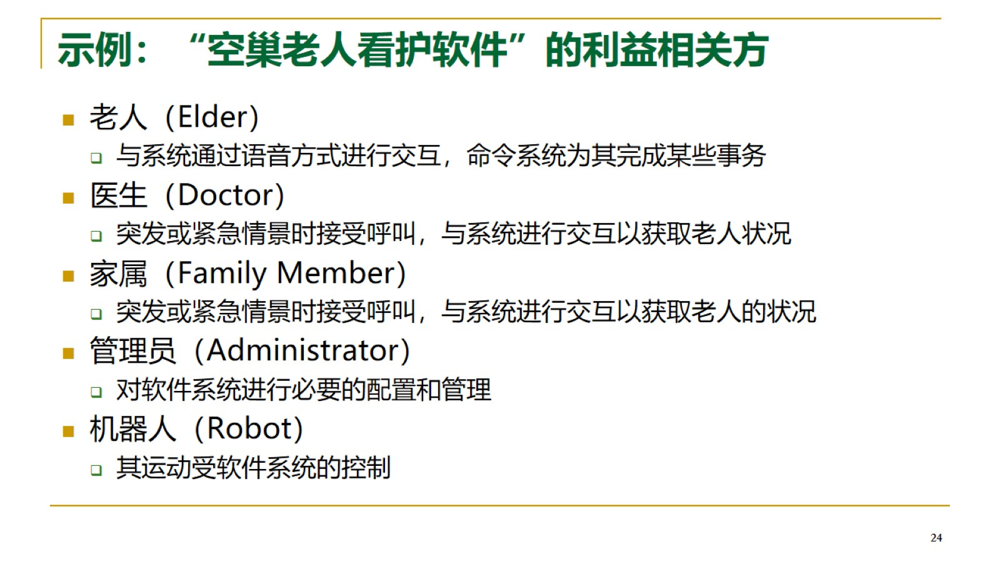 示例：“空巢老人看护软件”的利益相关方
老人（Elder）
与系统通过语音方式进行交互，命令系统为其完成某些事务
医生（Doctor）
突发或紧急情景时接受呼叫，与系统进行交互以获取老人状况
家属（Family Member）
突发或紧急情景时接受呼叫，与系统进行交互以获取老人的状况
管理员（Administrator）
对软件系统进行必要的配置和管理
机器人（Robot）
其运动受软件系统的控制
24